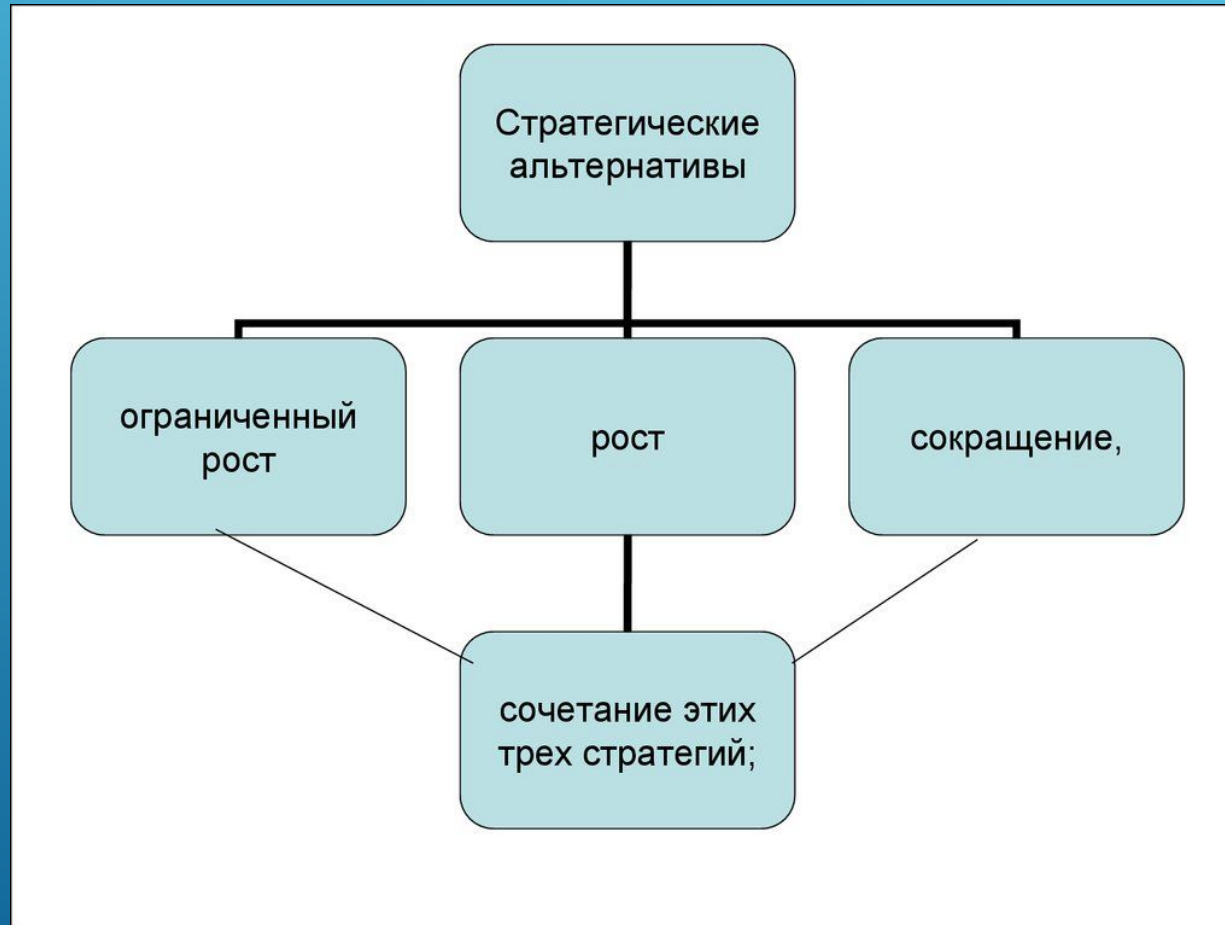 Стратегические
альтернативы
ограниченный
рост
рост
сокращение,
сочетание этих
трех стратегий;